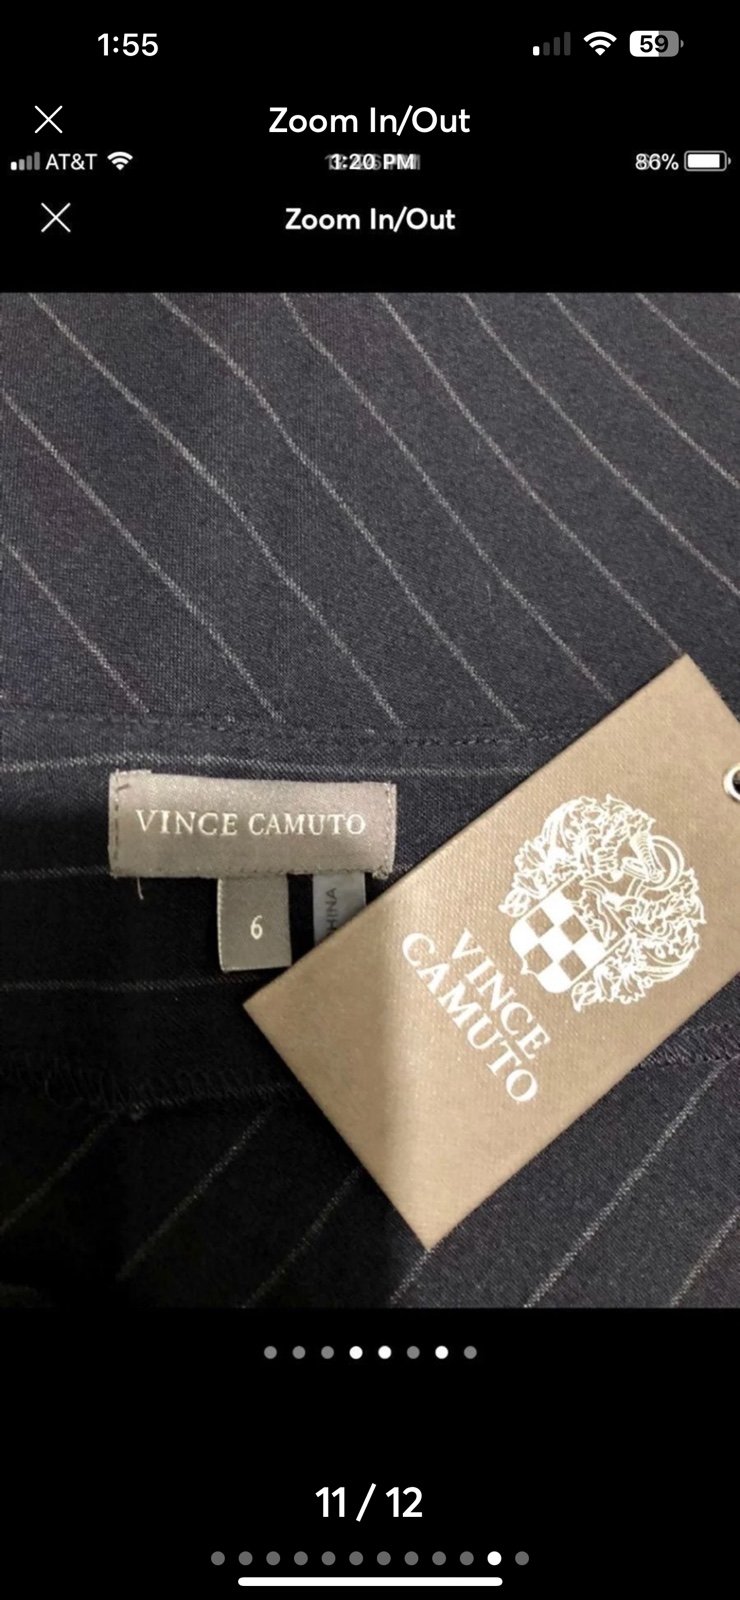 1:55
59
Zoom In/Out
AT&T
1:20 PM
86%
Zoom In/Out
VINCE CAMUTO
6
HINA
VINCE
CAMUTO
11 / 12